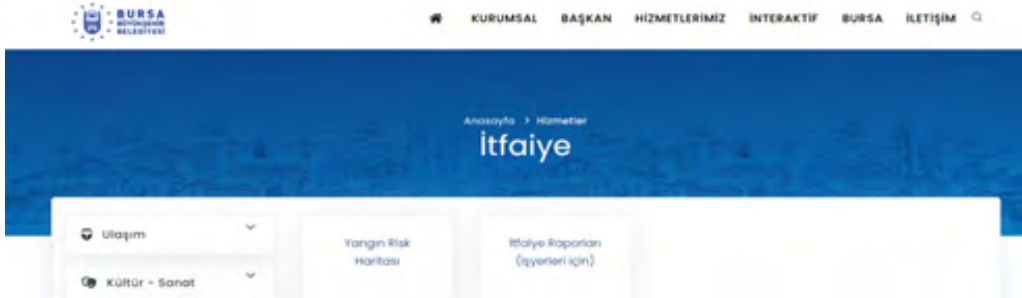 BURSA
BÜYÜKŞEHİR
BELEDİYESİ
KURUMSAL BAŞKAN HİZMETLERİMİZ İNTERAKTİF BURSA İLETİŞİM
Anasayfa > Hizmetler
İtfaiye
Ulaşım
Kültür - Sanat
Yangın Risk
Haritası
İtfaiye Raporları
(işyerleri için)